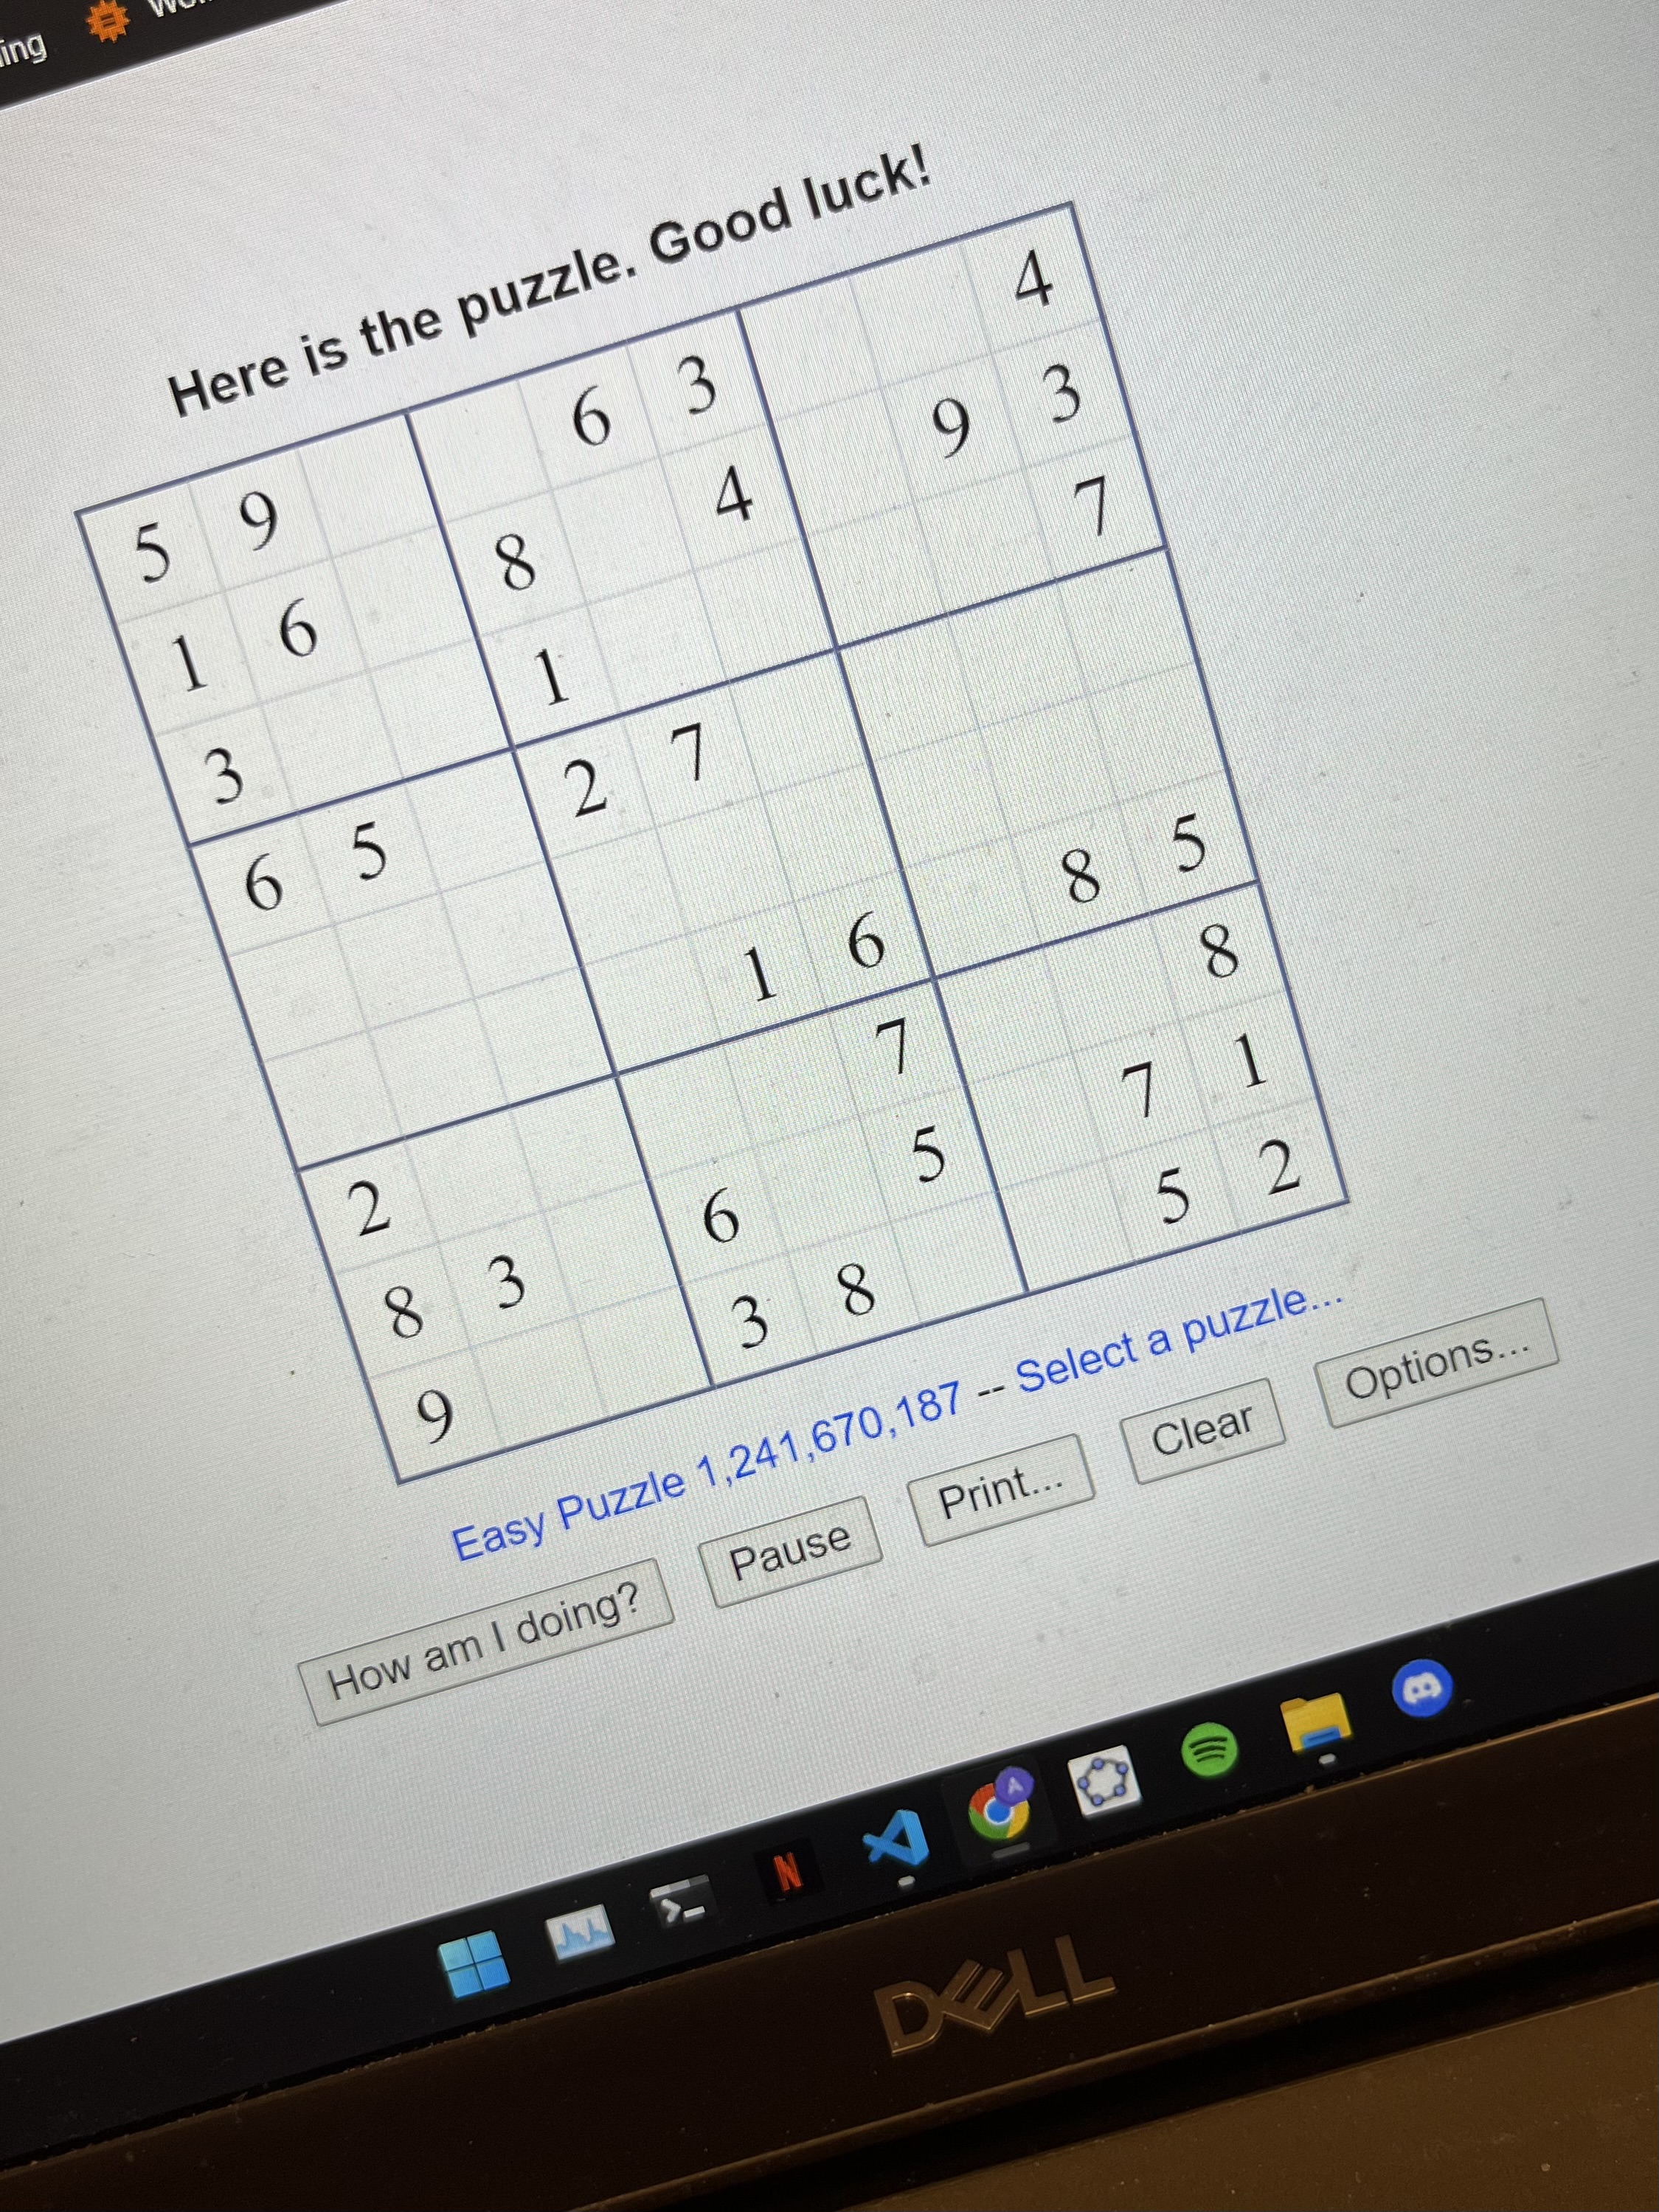 ing
Here is the puzzle. Good luck!
5 9 6 3 4
1 6 8 4 9 3
3 1 7
6 5 2 7
1 6 8 5
2 7 8
8 3 6 5 7 1
9 3 8 5 2
Easy Puzzle 1,241,670,187 -- Select a puzzle...
How am I doing? Pause Print... Clear Options...
N A
DELL